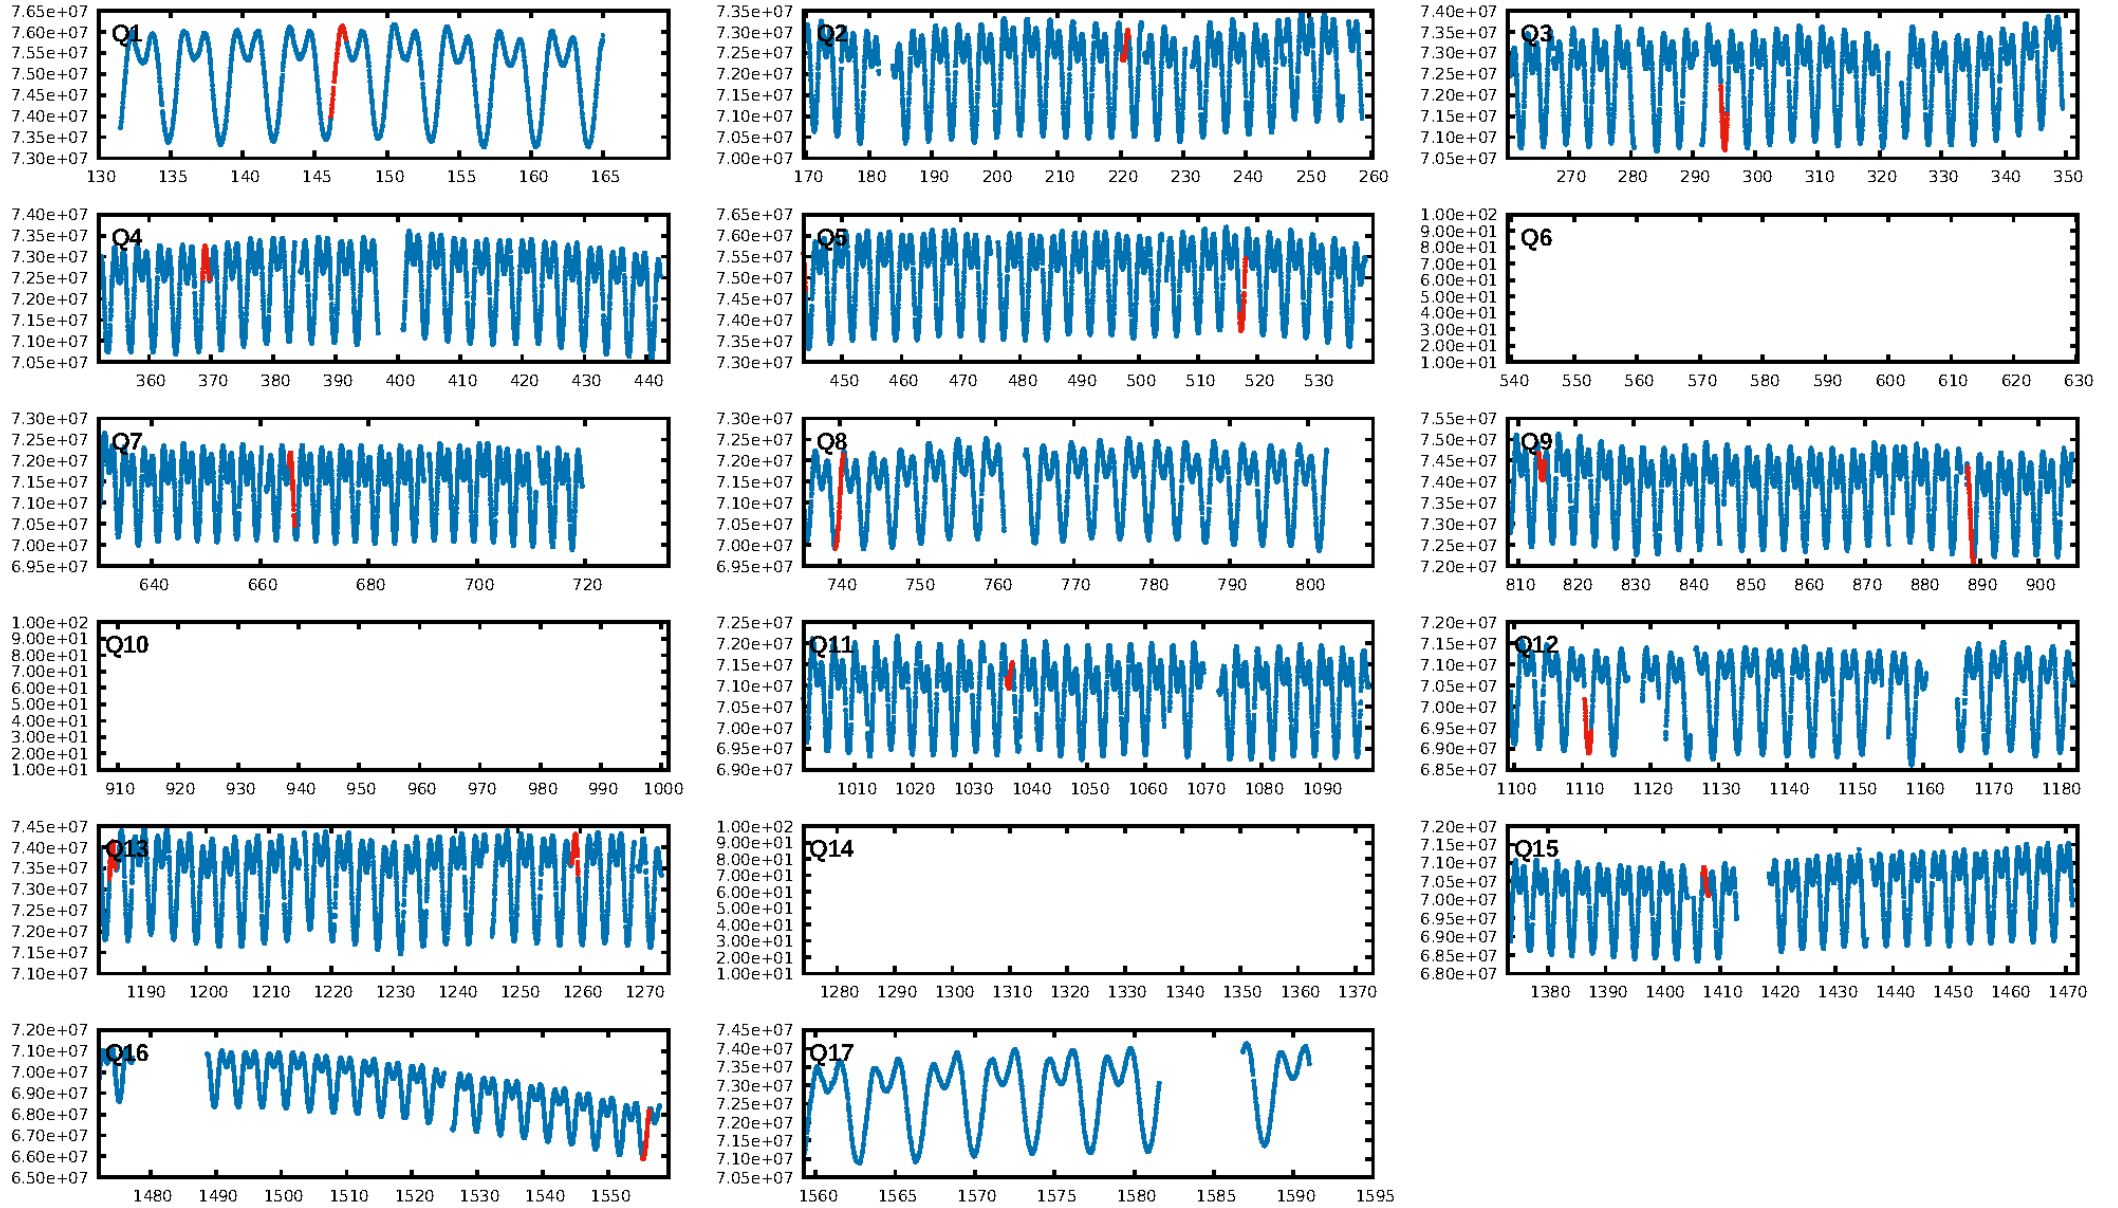 7.65e+07 7.60e+07 7.55e+07 7.50e+07 7.45e+07 7.40e+07 7.35e+07 7.30e+07
Q1
130 135 140 145 150 155 160 165
7.35e+07 7.30e+07 7.25e+07 7.20e+07 7.15e+07 7.10e+07 7.05e+07 7.00e+07
Q2
170 180 190 200 210 220 230 240 250 260
7.40e+07 7.35e+07 7.30e+07 7.25e+07 7.20e+07 7.15e+07 7.10e+07 7.05e+07
Q3
270 280 290 300 310 320 330 340 350
7.40e+07 7.35e+07 7.30e+07 7.25e+07 7.20e+07 7.15e+07 7.10e+07 7.05e+07
Q4
360 370 380 390 400 410 420 430 440
7.65e+07 7.60e+07 7.55e+07 7.50e+07 7.45e+07 7.40e+07 7.35e+07 7.30e+07
Q5
450 460 470 480 490 500 510 520 530
1.00e+02 9.00e+01 8.00e+01 7.00e+01 6.00e+01 5.00e+01 4.00e+01 3.00e+01 2.00e+01 1.00e+01
Q6
540 550 560 570 580 590 600 610 620 630
7.30e+07 7.25e+07 7.20e+07 7.15e+07 7.10e+07 7.05e+07 7.00e+07 6.95e+07
Q7
640 660 680 700 720
7.30e+07 7.25e+07 7.20e+07 7.15e+07 7.10e+07 7.05e+07 7.00e+07 6.95e+07
Q8
740 750 760 770 780 790 800
7.55e+07 7.50e+07 7.45e+07 7.40e+07 7.35e+07 7.30e+07 7.25e+07 7.20e+07
Q9
810 820 830 840 850 860 870 880 890 900
1.00e+02 9.00e+01 8.00e+01 7.00e+01 6.00e+01 5.00e+01 4.00e+01 3.00e+01 2.00e+01 1.00e+01
Q10
910 920 930 940 950 960 970 980 990 1000
7.25e+07 7.20e+07 7.15e+07 7.10e+07 7.05e+07 7.00e+07 6.95e+07 6.90e+07
Q11
1010 1020 1030 1040 1050 1060 1070 1080 1090
7.20e+07 7.15e+07 7.10e+07 7.05e+07 7.00e+07 6.95e+07 6.90e+07 6.85e+07
Q12
1100 1110 1120 1130 1140 1150 1160 1170 1180
7.45e+07 7.40e+07 7.35e+07 7.30e+07 7.25e+07 7.20e+07 7.15e+07 7.10e+07
Q13
1190 1200 1210 1220 1230 1240 1250 1260 1270
1.00e+02 9.00e+01 8.00e+01 7.00e+01 6.00e+01 5.00e+01 4.00e+01 3.00e+01 2.00e+01 1.00e+01
Q14
1280 1290 1300 1310 1320 1330 1340 1350 1360 1370
7.20e+07 7.15e+07 7.10e+07 7.05e+07 7.00e+07 6.95e+07 6.90e+07 6.85e+07 6.80e+07
Q15
1380 1390 1400 1410 1420 1430 1440 1450 1460 1470
7.20e+07 7.10e+07 7.00e+07 6.90e+07 6.80e+07 6.70e+07 6.60e+07 6.50e+07
Q16
1480 1490 1500 1510 1520 1530 1540 1550
7.45e+07 7.40e+07 7.35e+07 7.30e+07 7.25e+07 7.20e+07 7.15e+07 7.10e+07 7.05e+07
Q17
1560 1565 1570 1575 1580 1585 1590 1595